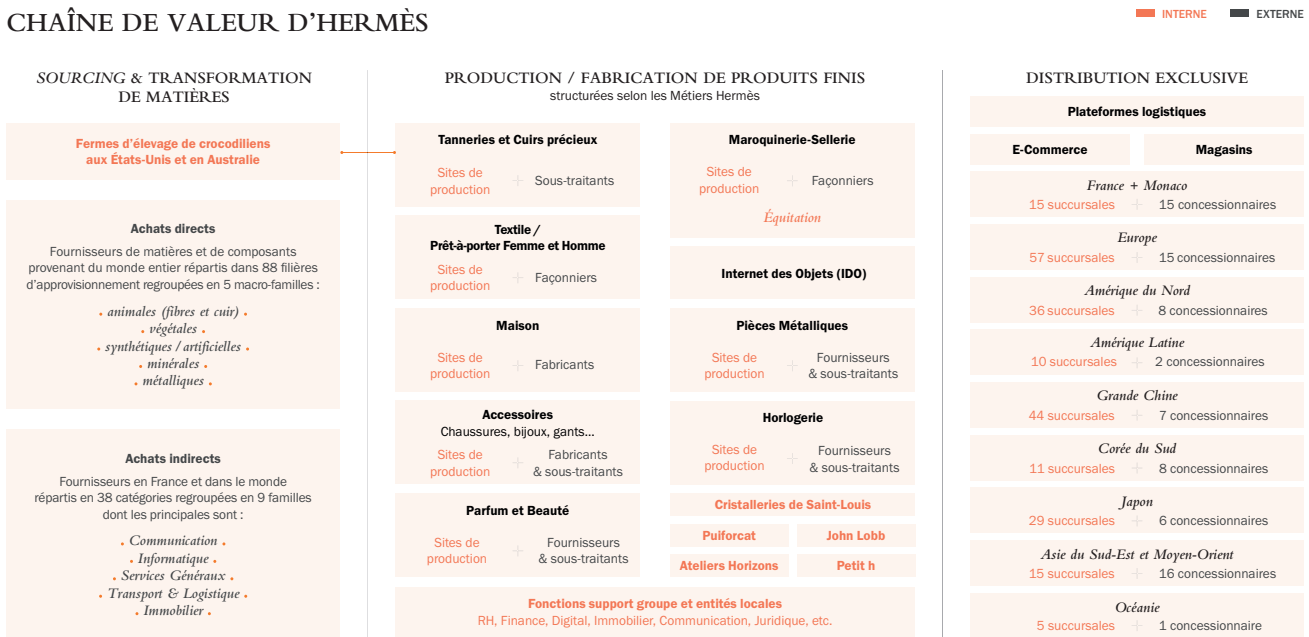 CHAÎNE DE VALEUR D'HERMÈS
INTERNE
EXTERNE
SOURCING & TRANSFORMATION
DE MATIÈRES
Fermes d'élevage de crocodiliens
aux États-Unis et en Australie
Achats directs
Fournisseurs de matières et de composants
provenant du monde entier répartis dans 88 filières
d'approvisionnement regroupées en 5 macro-familles :
• animales (fibres et cuir) •
• végétales •
• synthétiques / artificielles •
• minérales •
• métalliques •
Achats indirects
Fournisseurs en France et dans le monde
répartis en 38 catégories regroupées en 9 familles
dont les principales sont :
• Communication •
• Informatique •
• Services Généraux •
• Transport & Logistique •
• Immobilier •
PRODUCTION / FABRICATION DE PRODUITS FINIS
structurées selon les Métiers Hermès
Tanneries et Cuirs précieux
Sites de
production
+
Sous-traitants
Textile /
Prêt-à-porter Femme et Homme
Sites de
production
+
Façonniers
Maison
Sites de
production
+
Fabricants
Accessoires
Chaussures, bijoux, gants...
Sites de
production
+
Fabricants
& sous-traitants
Parfum et Beauté
Sites de
production
+
Fournisseurs
& sous-traitants
Maroquinerie-Sellerie
Sites de
production
+
Façonniers
Équitation
Internet des Objets (IDO)
Pièces Métalliques
Sites de
production
+
Fournisseurs
& sous-traitants
Horlogerie
Sites de
production
+
Fournisseurs
& sous-traitants
Cristalleries de Saint-Louis
Puiforcat
John Lobb
Ateliers Horizons
Petit h
Fonctions support groupe et entités locales
RH, Finance, Digital, Immobilier, Communication, Juridique, etc.
DISTRIBUTION EXCLUSIVE
Plateformes logistiques
E-Commerce
Magasins
France + Monaco
15 succursales + 15 concessionnaires
Europe
57 succursales + 15 concessionnaires
Amérique du Nord
36 succursales + 8 concessionnaires
Amérique Latine
10 succursales + 2 concessionnaires
Grande Chine
44 succursales + 7 concessionnaires
Corée du Sud
11 succursales + 8 concessionnaires
Japon
29 succursales + 6 concessionnaires
Asie du Sud-Est et Moyen-Orient
15 succursales + 16 concessionnaires
Océanie
5 succursales + 1 concessionnaire